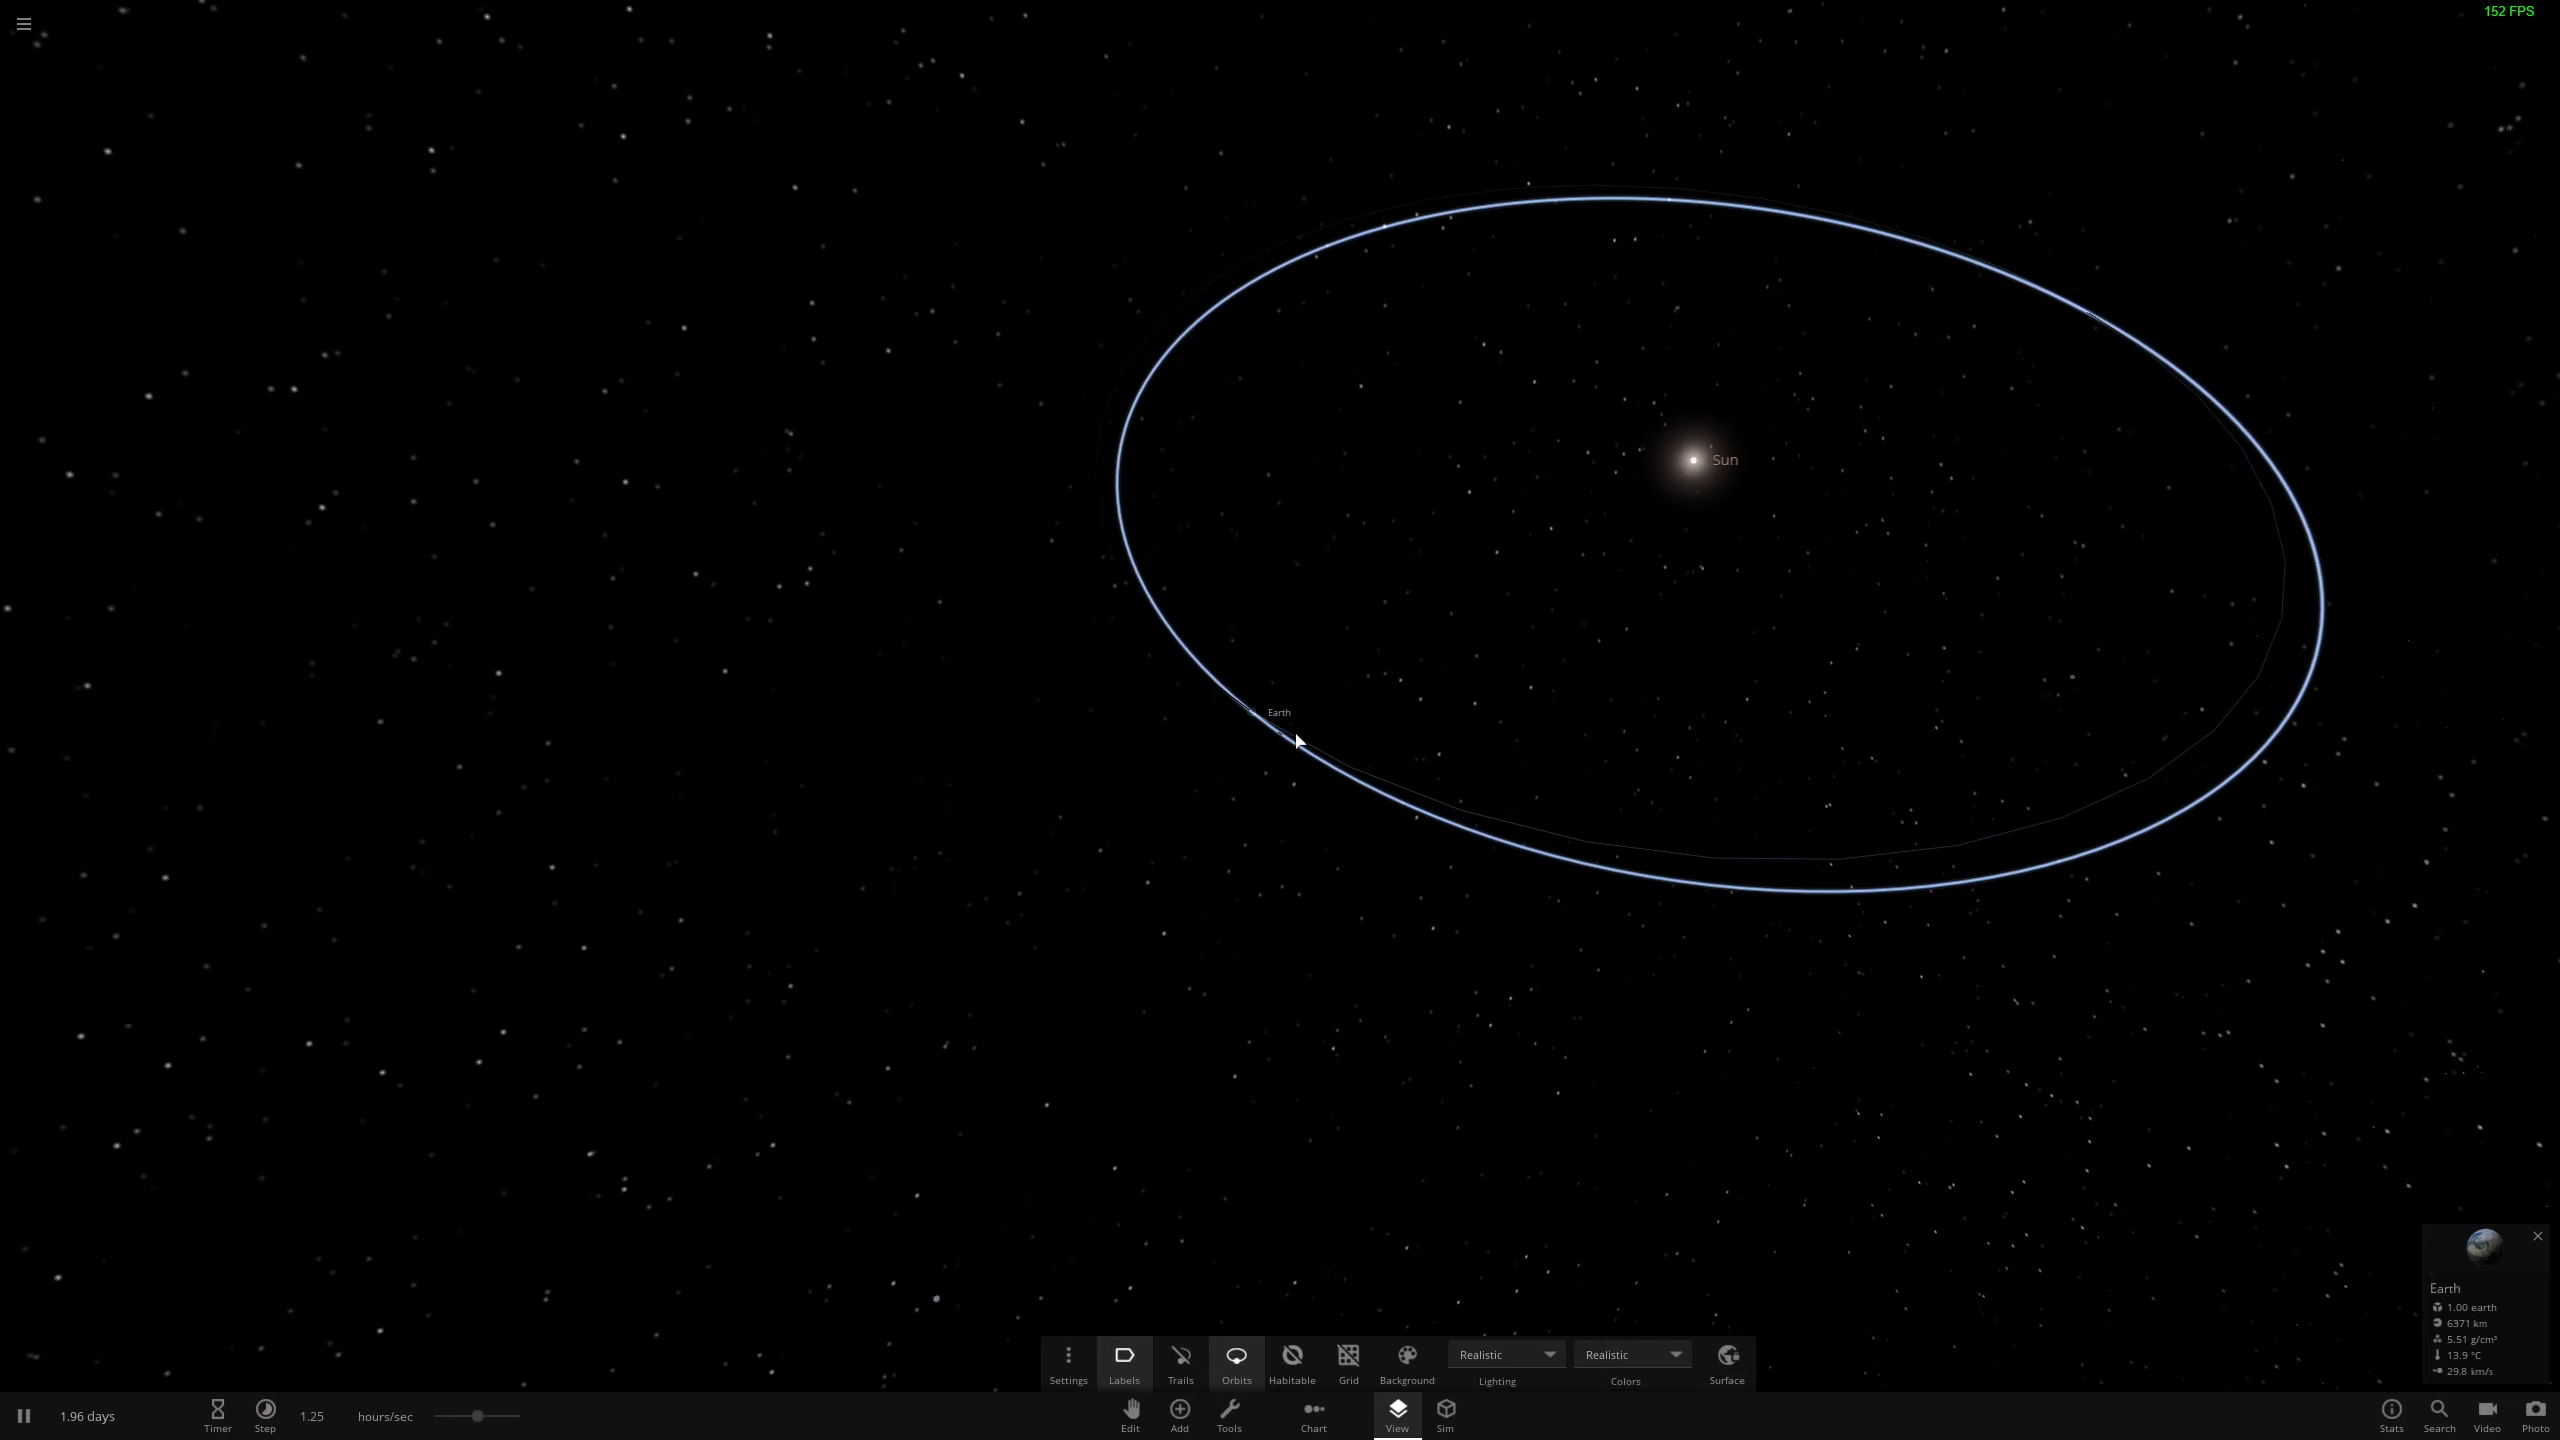 152 FPS
Sun
Earth
Earth
1.00 earth
6371 km
5.51 g/cm³
13.9 °C
29.8 km/s
Settings
Labels
Trails
Orbits
Habitable
Grid
Background
Realistic
Lighting
Realistic
Colors
Surface
1.96 days
Timer
Step
1.25
hours/sec
Edit
Add
Tools
Chart
View
Sim
Stats
Search
Video
Photo